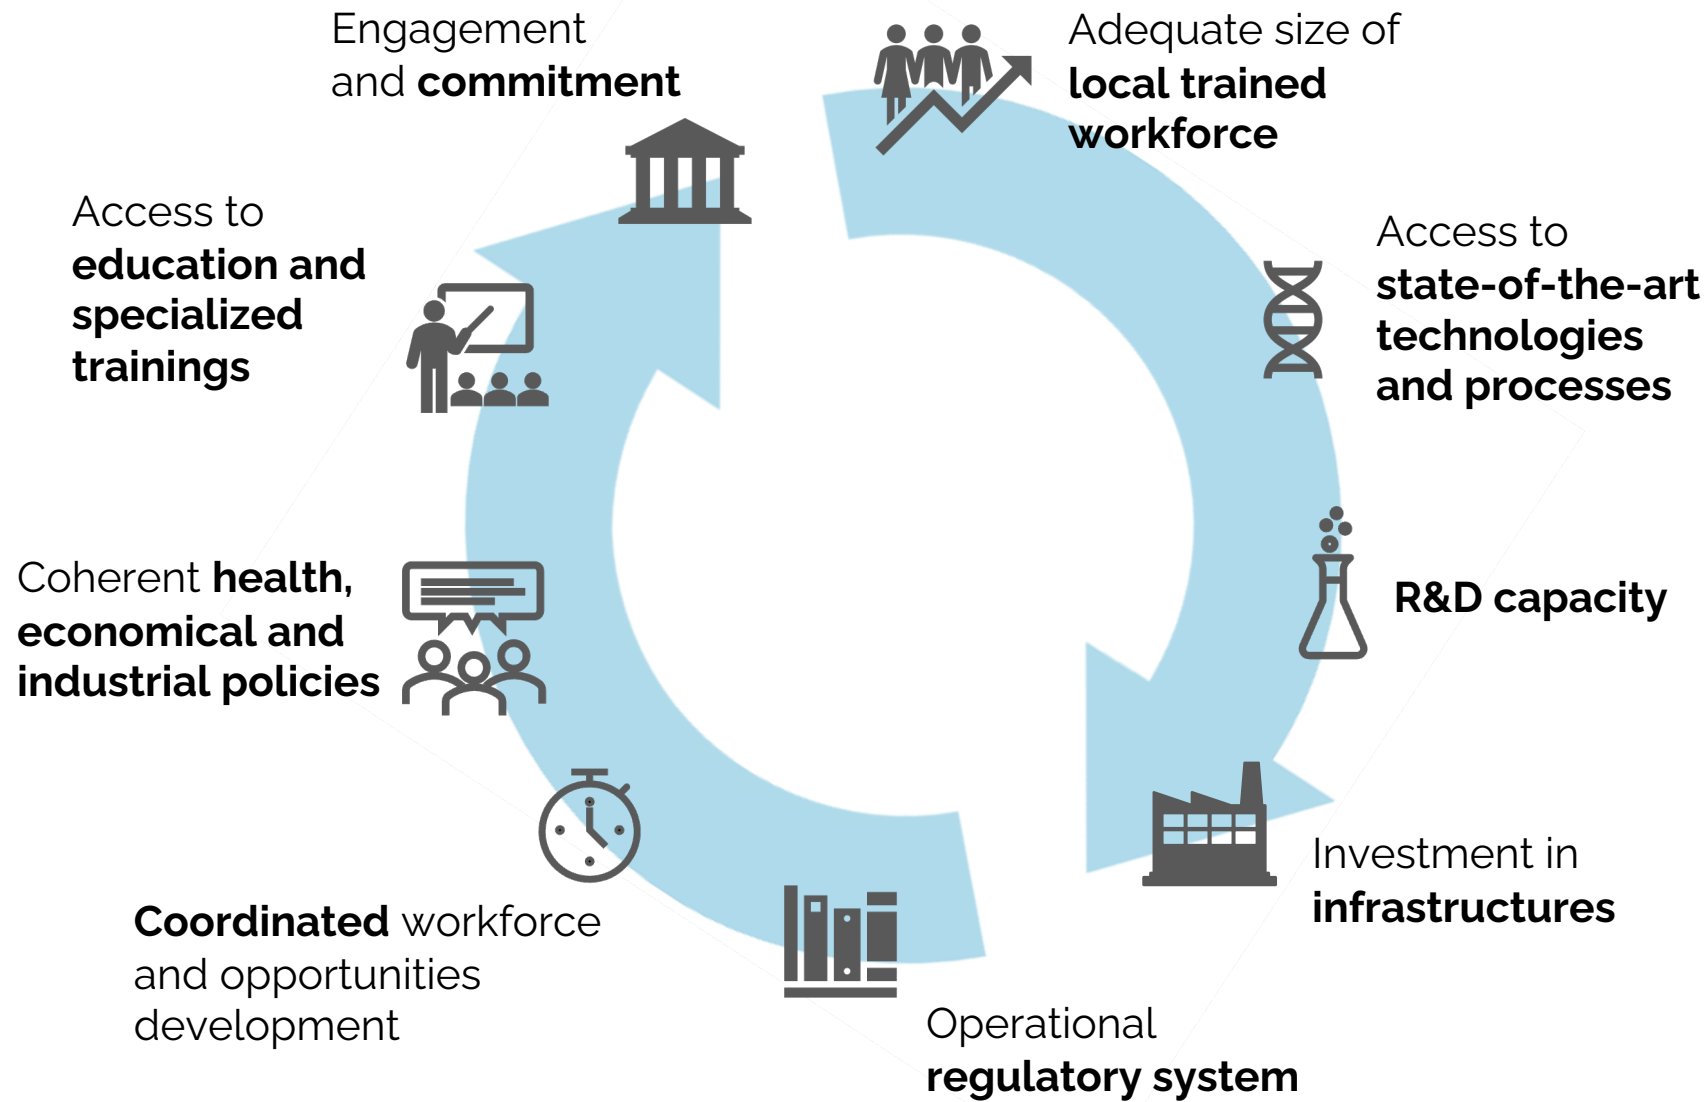 Engagement
and commitment
Adequate size of
local trained
workforce
Access to
state-of-the-art
technologies
and processes
R&D capacity
Investment in
infrastructures
Operational
regulatory system
Coordinated workforce
and opportunities
development
Coherent health,
economical and
industrial policies
Access to
education and
specialized
trainings